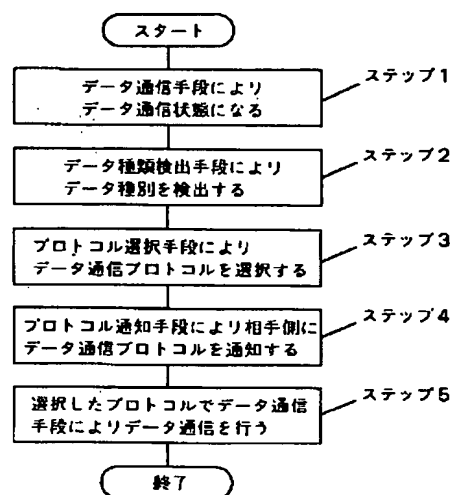 スタート
データ通信手段により
データ通信状態になる
ステップ1
データ種類検出手段により
データ種別を検出する
ステップ2
プロトコル選択手段により
データ通信プロトコルを選択する
ステップ3
プロトコル通知手段により相手側に
データ通信プロトコルを通知する
ステップ4
選択したプロトコルでデータ通信
手段によりデータ通信を行う
ステップ5
終了